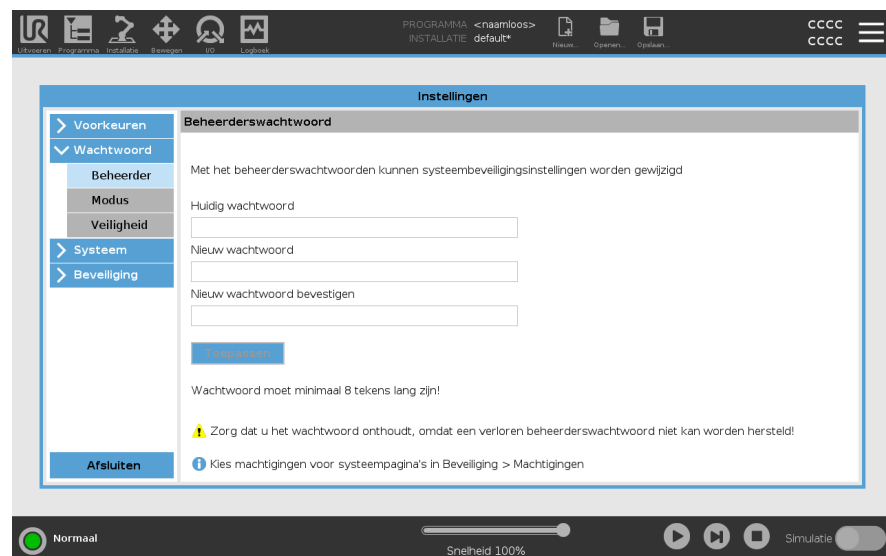 PROGRAMMA <naamloos>
INSTALLATIE default*
CCCC
CCCC
UR
Uitvoeren Programma Installatie Bewegen I/O Logboek Nieuw... Openen... Opslaan...
Instellingen
Voorkeuren
Wachtwoord
Beheerder
Modus
Veiligheid
Systeem
Beveiliging
Afsluiten
Beheerderswachtwoord
Met het beheerderswachtwoorden kunnen systeembeveiligingsinstellingen worden gewijzigd
Huidig wachtwoord
Nieuw wachtwoord
Nieuw wachtwoord bevestigen
Toepassen
Wachtwoord moet minimaal 8 tekens lang zijn!
Zorg dat u het wachtwoord onthoudt, omdat een verloren beheerderswachtwoord niet kan worden hersteld!
Kies machtigingen voor systeempagina's in Beveiliging > Machtigingen
Normaal
Snelheid 100%
Simulatie